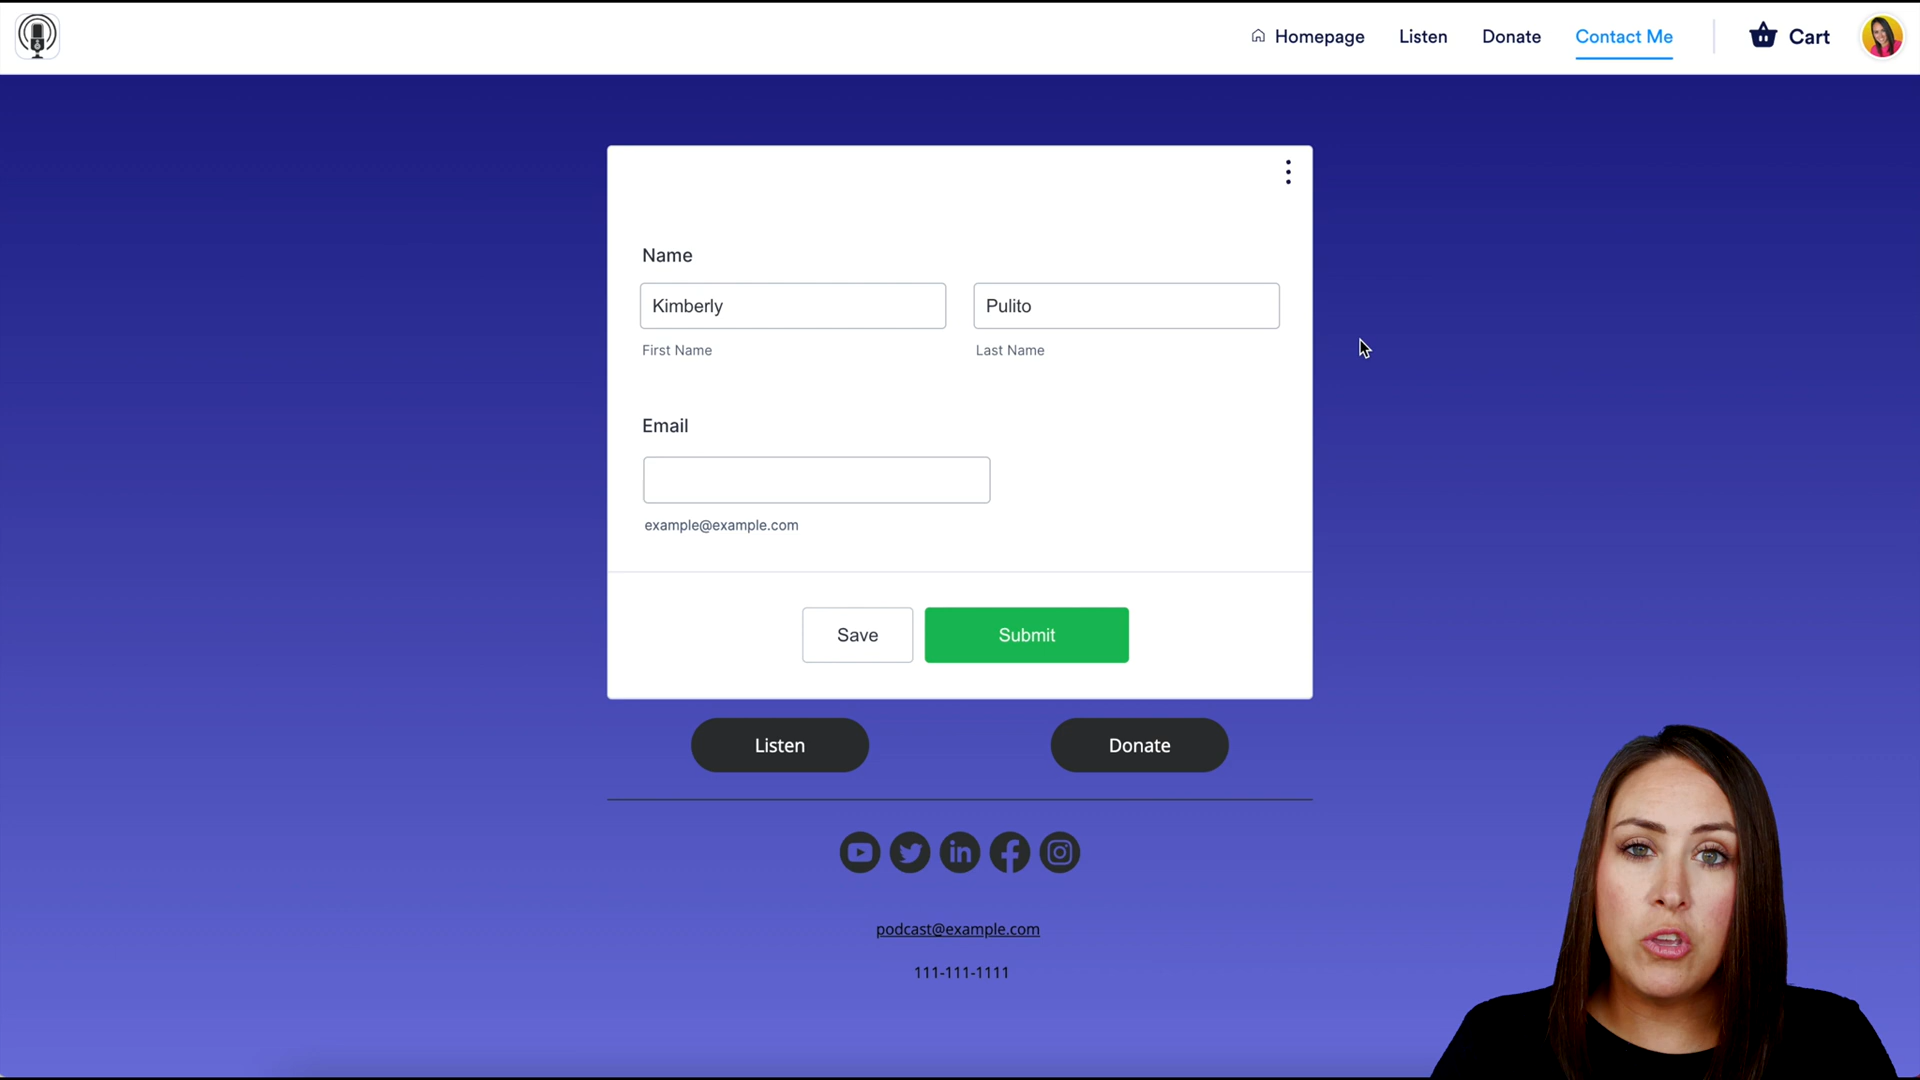 Homepage Listen Donate Contact Me Cart
Name
Kimberly Pulito
First Name Last Name
Email
example@example.com
Save Submit
Listen Donate
podcast@example.com
111-111-1111